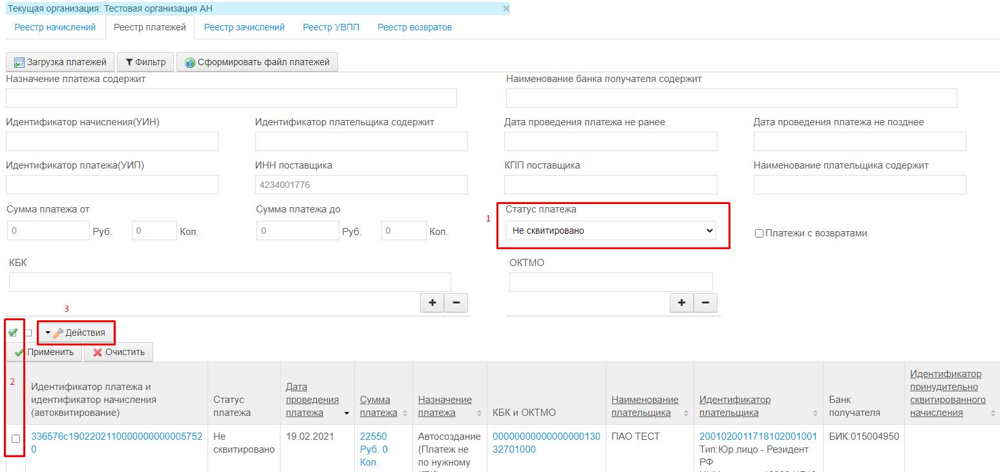 Текущая организация: Тестовая организация АН
Реестр начислений Реестр платежей Реестр зачислений Реестр УВПП Реестр возвратов
Загрузка платежей Фильтр Сформировать файл платежей
Назначение платежа содержит Наименование банка получателя содержит
Идентификатор начисления(УИН) Идентификатор плательщика содержит Дата проведения платежа не ранее Дата проведения платежа не позднее
Идентификатор платежа(УИП) ИНН поставщика КПП поставщика Наименование плательщика содержит
4234001776
Сумма платежа от Сумма платежа до Статус платежа
1
0 Руб. 0 Коп. 0 Руб. 0 Коп. Не сквитировано Платежи с возвратами
КБК ОКТМО
3
Действия
Применить Очистить
2
Идентификатор платежа и идентификатор начисления (автоквитирование)
Статус платежа
Дата проведения платежа
Сумма платежа
Назначение платежа
КБК и ОКТМО
Наименование плательщика
Идентификатор плательщика
Банк получателя
Идентификатор принудительно сквитированного начисления
336576c1902202110000000000005752
0
Не сквитировано
19.02.2021
22550
Руб. 0
Коп.
Автосоздание
(Платеж не
по нужному
00000000000000000130
32701000
ПАО ТЕСТ
2001020011718102001001
Тип:Юр.лицо - Резидент
РФ
БИК:015004950